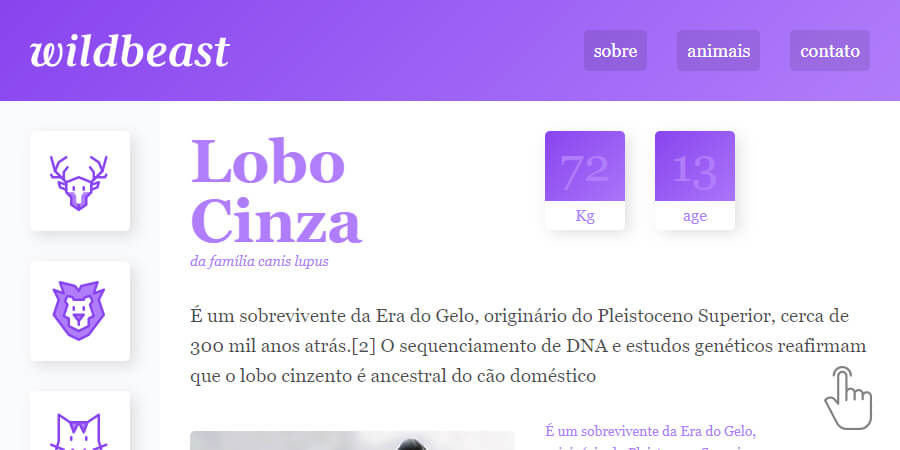 wildbeast
sobre
animais
contato
Lobo
Cinza
da família canis lupus
72
Kg
13
age
É um sobrevivente da Era do Gelo, originário do Pleistoceno Superior, cerca de
300 mil anos atrás.[2] O sequenciamento de DNA e estudos genéticos reafirmam
que o lobo cinzento é ancestral do cão doméstico
É um sobrevivente da Era do Gelo,